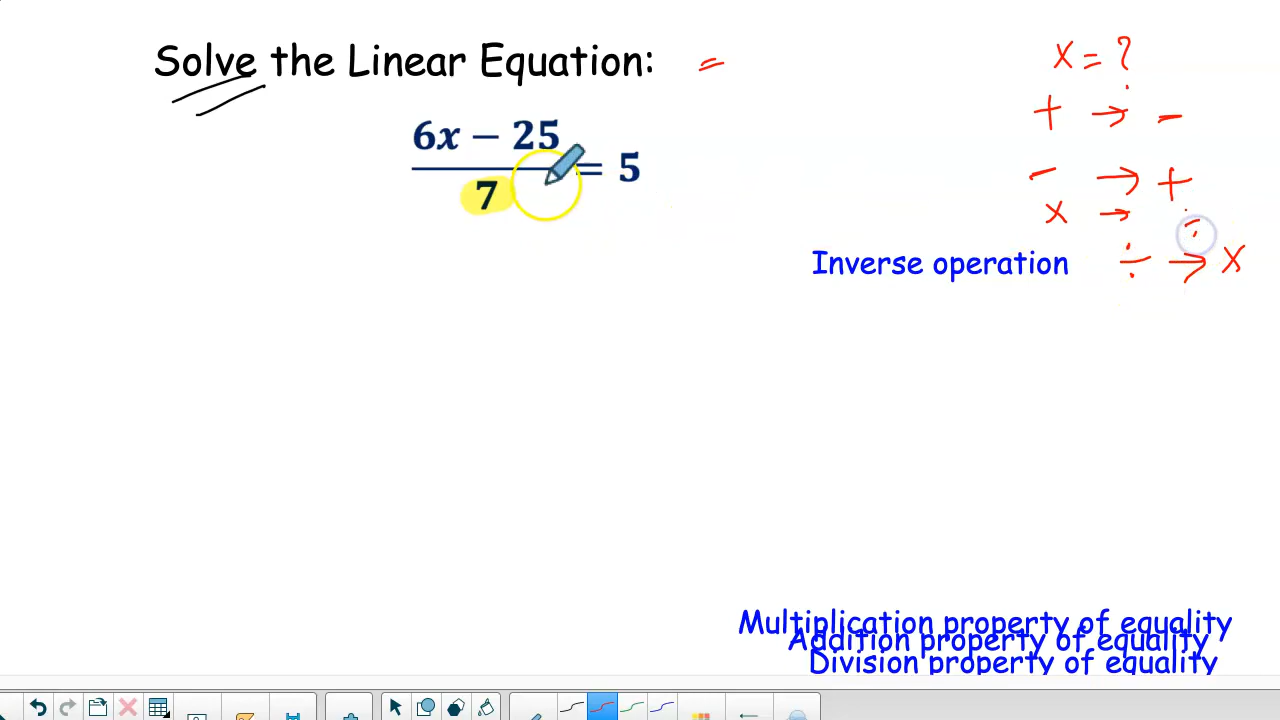 Solve the Linear Equation: =
6x − 25
7
= 5
x = ?
+ → -
- → +
x → ÷
Inverse operation
÷ → x
Multiplication property of equality
Addition property of equality
Division property of equality